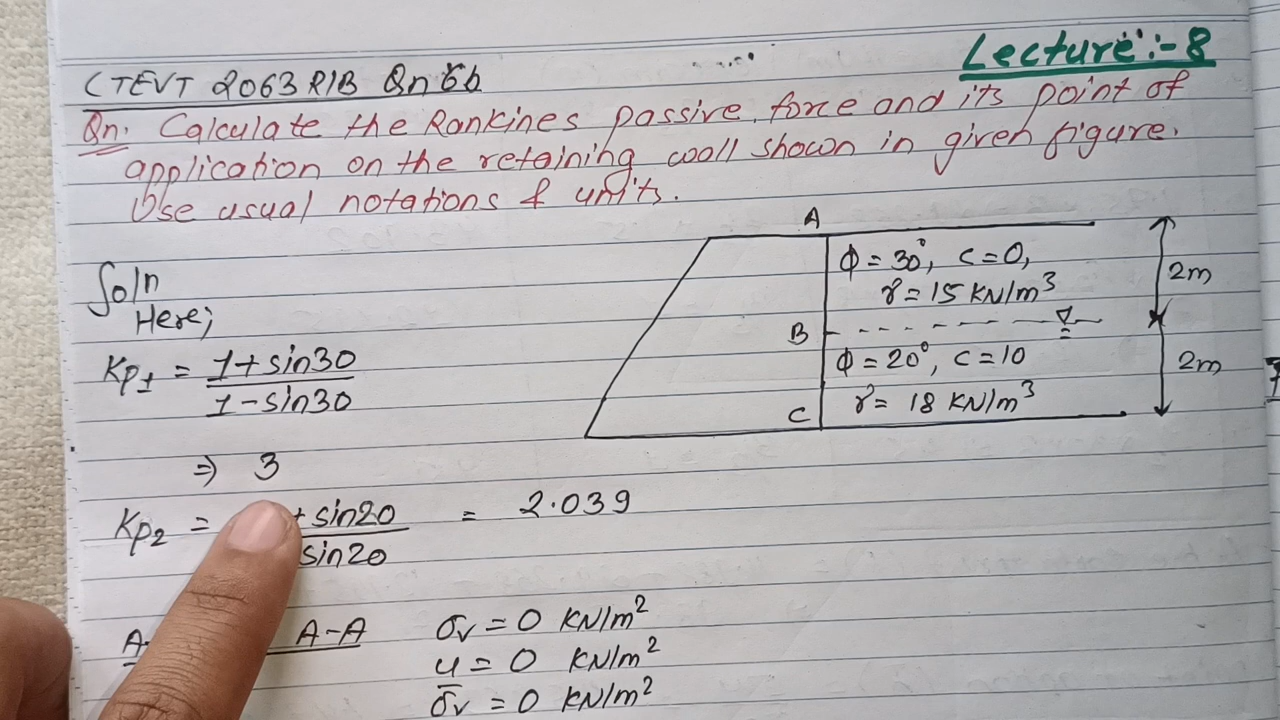 Lecture:-8
CTEVT 2063 R/B Qn 6b
Qn. Calculate the Rankines passive force and its point of
application on the retaining wall shown in given figure.
Use usual notations & units.
Soln
Here;
A
ϕ = 30°, c = 0,
γ = 15 KN/m³
2m
B
ϕ = 20°, c = 10
γ = 18 KN/m³
2m
C
Kp1 = 1 + sin30
1 - sin30
⇒ 3
Kp2 = + sin20 = 2.039
sin20
A-A
σv = 0 KN/m²
u = 0 KN/m²
σ̄v = 0 KN/m²